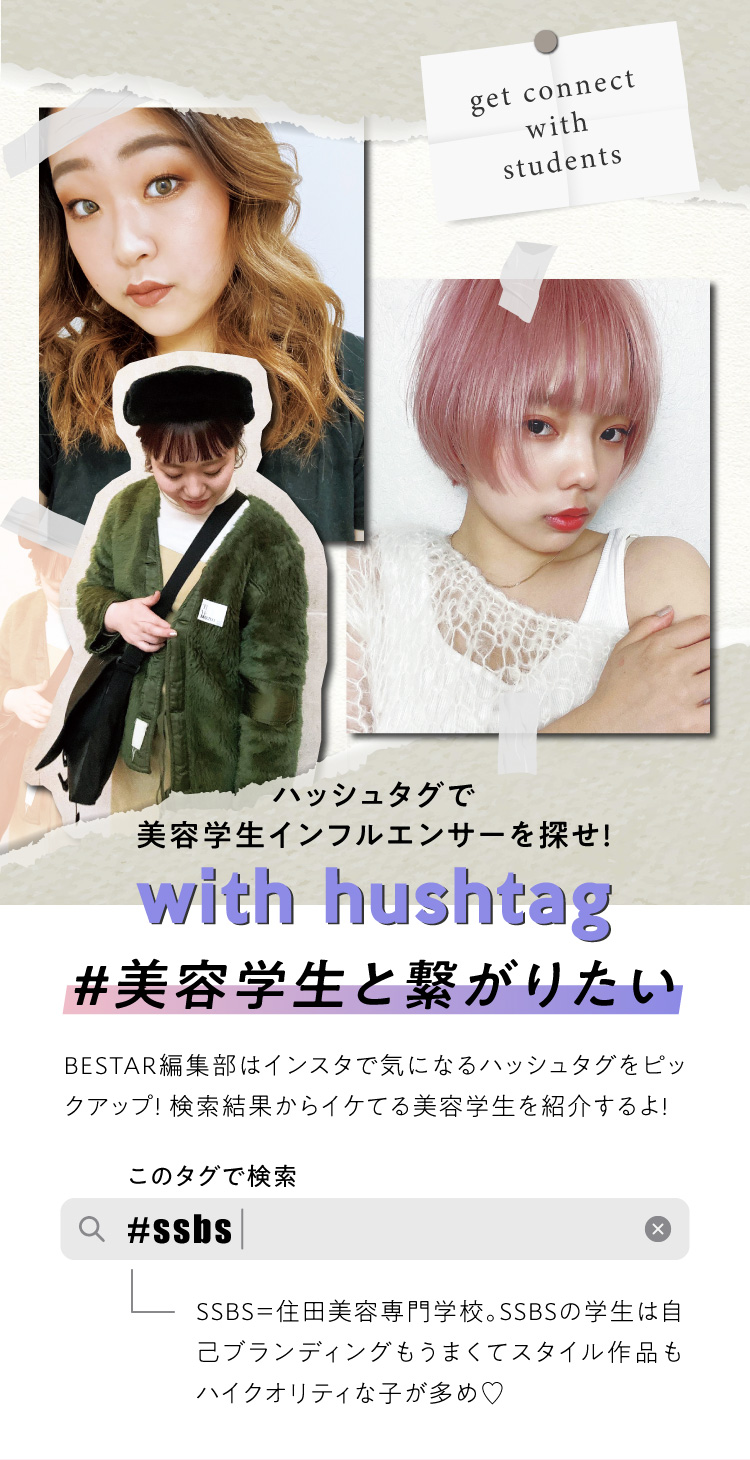 get connect
with
students
ハッシュタグで
美容学生インフルエンサーを探せ!
with hushtag
#美容学生と繋がりたい
BESTAR編集部はインスタで気になるハッシュタグをピッ
クアップ! 検索結果からイケてる美容学生を紹介するよ!
このタグで検索
#ssbs
SSBS=住田美容専門学校。SSBSの学生は自
己ブランディングもうまくてスタイル作品も
ハイクオリティな子が多め♡